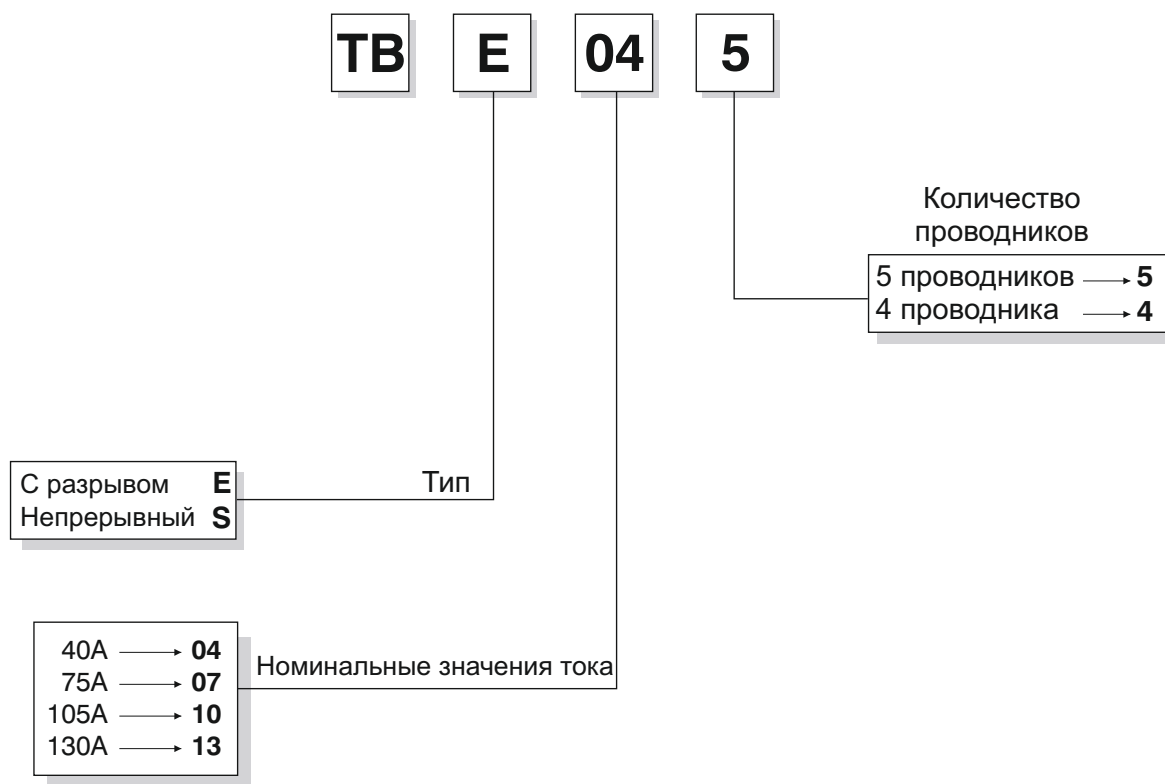 TB E 04 5
Количество
проводников
5 проводников → 5
4 проводника → 4
С разрывом E
Непрерывный S
Тип
40A → 04
75A → 07
105A → 10
130A → 13
Номинальные значения тока